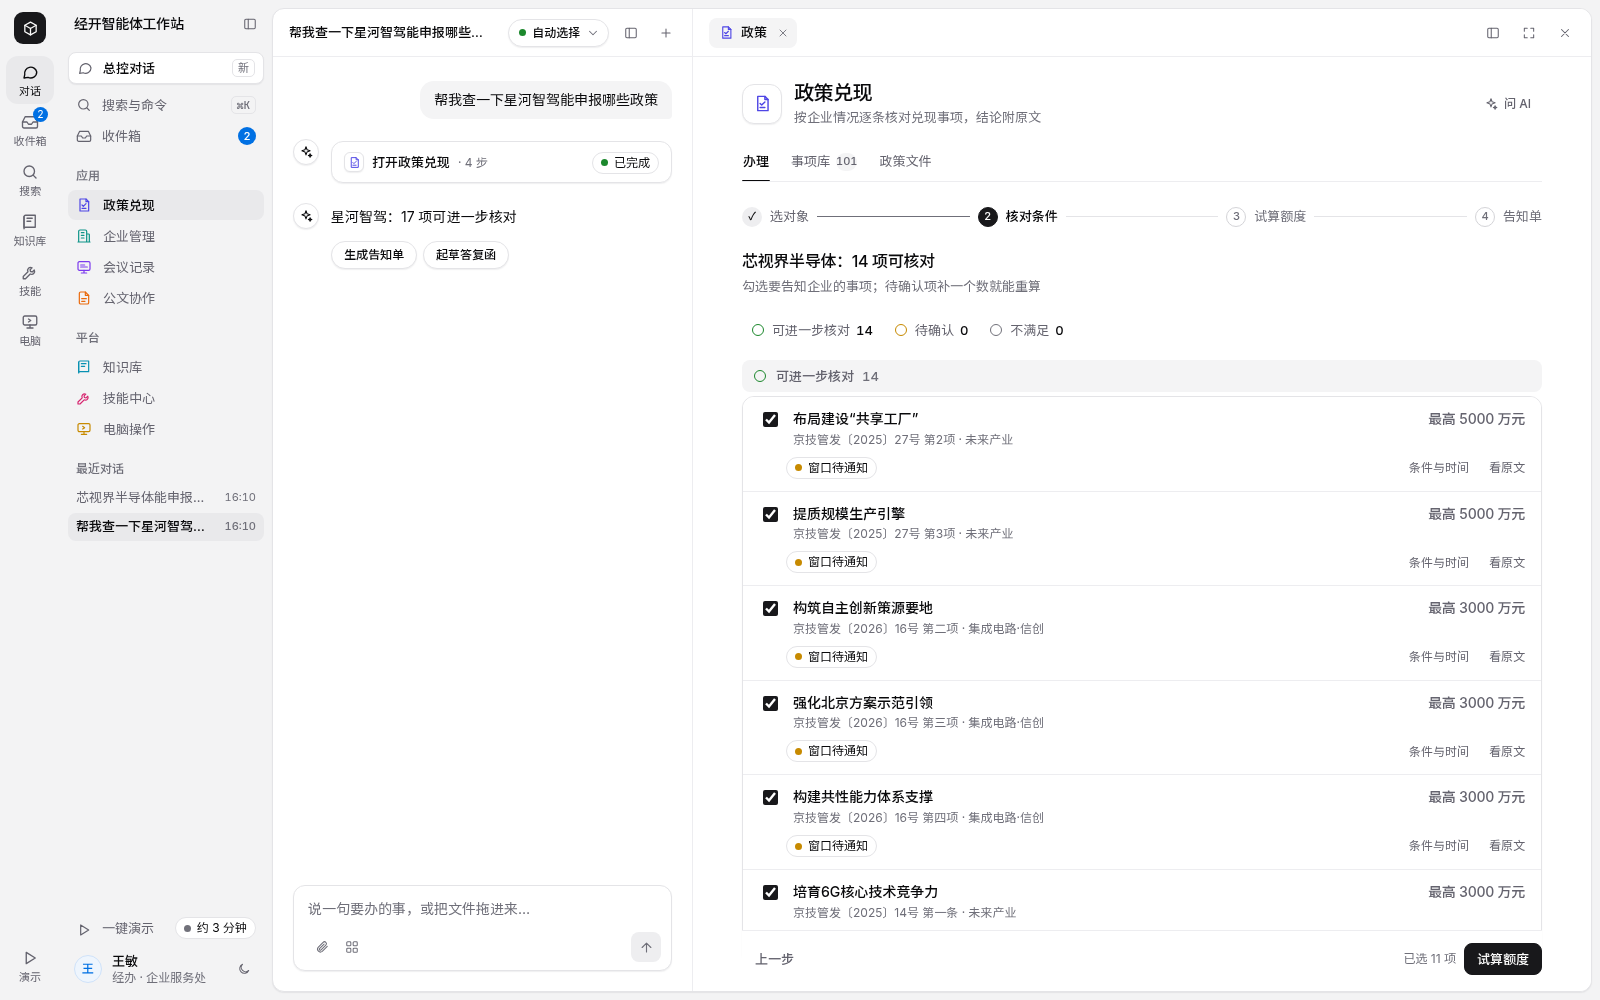 对话
2
收件箱
搜索
知识库
技能
电脑
演示
经开智能体工作站
总控对话 新
搜索与命令 ⌘K
收件箱 2
应用
政策兑现
企业管理
会议记录
公文协作
平台
知识库
技能中心
电脑操作
最近对话
芯视界半导体能申报... 16:10
帮我查一下星河智驾... 16:10
一键演示 约 3 分钟
王 王敏
经办 · 企业服务处
帮我查一下星河智驾能申报哪些... 自动选择
帮我查一下星河智驾能申报哪些政策
打开政策兑现 · 4 步 已完成
星河智驾：17 项可进一步核对
生成告知单 起草答复函
说一句要办的事，或把文件拖进来...
政策
政策兑现
按企业情况逐条核对兑现事项，结论附原文
问 AI
办理 事项库 101 政策文件
选对象 2 核对条件 3 试算额度 4 告知单
芯视界半导体：14 项可核对
勾选要告知企业的事项；待确认项补一个数就能重算
可进一步核对 14 待确认 0 不满足 0
可进一步核对 14
布局建设“共享工厂” 最高 5000 万元
京技管发〔2025〕27号 第2项 · 未来产业
窗口待通知 条件与时间 看原文
提质规模生产引擎 最高 5000 万元
京技管发〔2025〕27号 第3项 · 未来产业
窗口待通知 条件与时间 看原文
构筑自主创新策源要地 最高 3000 万元
京技管发〔2026〕16号 第二项 · 集成电路·信创
窗口待通知 条件与时间 看原文
强化北京方案示范引领 最高 3000 万元
京技管发〔2026〕16号 第三项 · 集成电路·信创
窗口待通知 条件与时间 看原文
构建共性能力体系支撑 最高 3000 万元
京技管发〔2026〕16号 第四项 · 集成电路·信创
窗口待通知 条件与时间 看原文
培育6G核心技术竞争力 最高 3000 万元
京技管发〔2025〕14号 第一条 · 未来产业
上一步 已选 11 项 试算额度